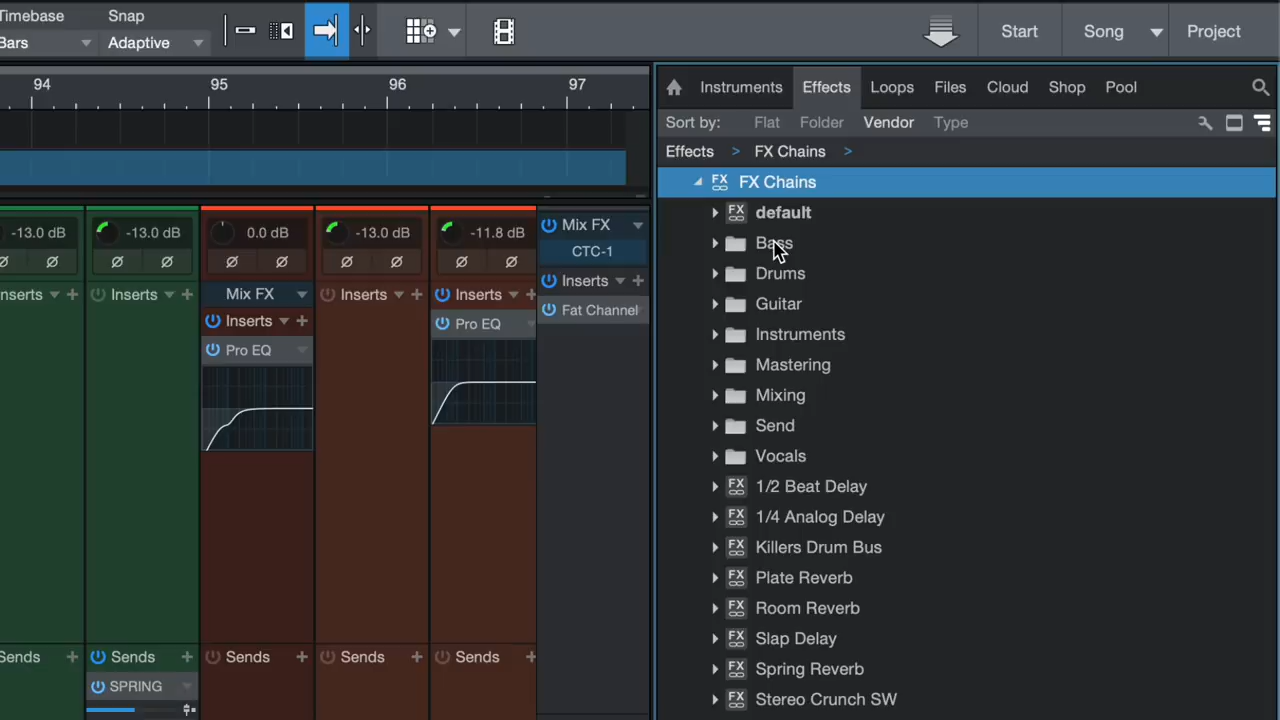 Timebase
Snap
Bars
Adaptive
Start
Song
Project
94
95
96
97
Instruments
Effects
Loops
Files
Cloud
Shop
Pool
Sort by:
Flat
Folder
Vendor
Type
Effects > FX Chains >
FX Chains
default
Bass
Drums
Guitar
Instruments
Mastering
Mixing
Send
Vocals
1/2 Beat Delay
1/4 Analog Delay
Killers Drum Bus
Plate Reverb
Room Reverb
Slap Delay
Spring Reverb
Stereo Crunch SW
-13.0 dB
-13.0 dB
0.0 dB
-13.0 dB
-11.8 dB
Mix FX
CTC-1
Inserts
Fat Channel
Inserts
Inserts
Mix FX
Inserts
Pro EQ
Inserts
Inserts
Pro EQ
Sends
Sends
SPRING
Sends
Sends
Sends